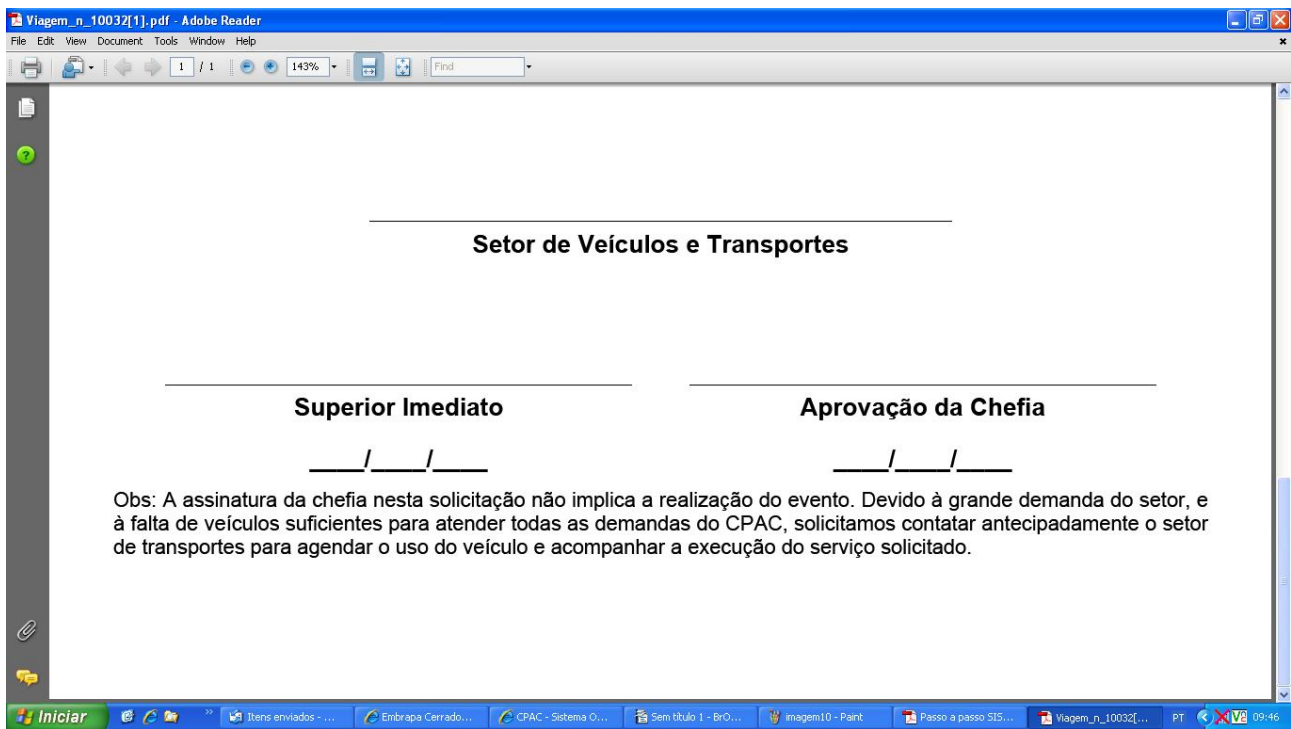 Viagem_n_10032[1].pdf - Adobe Reader
File Edit View Document Tools Window Help
1 / 1 143% Find
Setor de Veículos e Transportes
Superior Imediato Aprovação da Chefia
____/____/____ ____/____/____
Obs: A assinatura da chefia nesta solicitação não implica a realização do evento. Devido à grande demanda do setor, e
à falta de veículos suficientes para atender todas as demandas do CPAC, solicitamos contatar antecipadamente o setor
de transportes para agendar o uso do veículo e acompanhar a execução do serviço solicitado.
Iniciar Itens enviados - ... Embrapa Cerrado... CPAC - Sistema O... Sem título 1 - BrO... imagem10 - Paint Passo a passo SIS... Viagem_n_10032[... PT 09:46